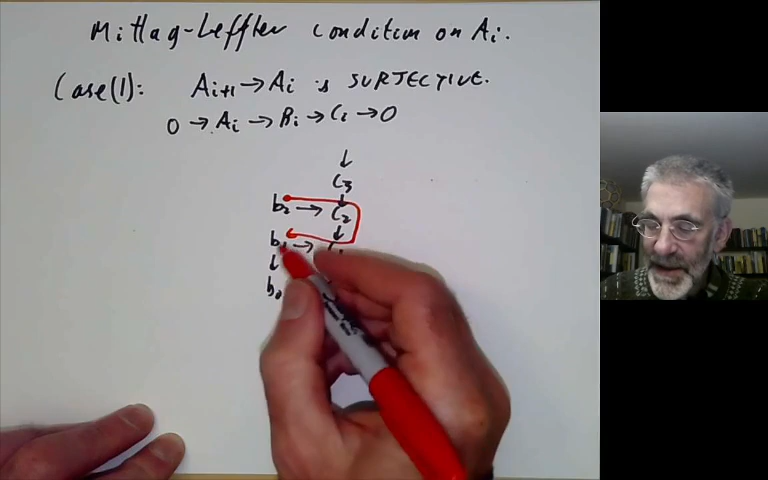 Mittag-Leffler condition on Ai.
Case(1): Ai+1 → Ai is SURJECTIVE.
0 → Ai → Bi → Ci → 0
↓
C3
↓
b2 → C2
↓
b1 →
↓
b0